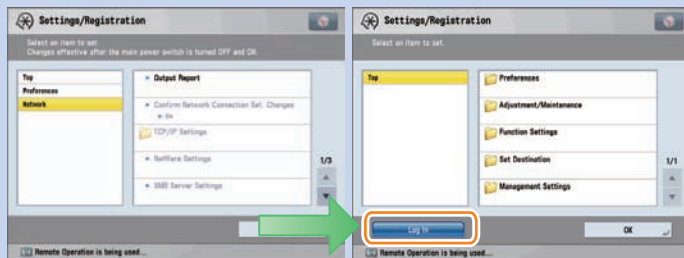 Settings/Registration
Select an item to set.
Changes effective after the main power switch is turned OFF and ON.
Top
Preferences
Network
Output Report
Confirm Network Connection Set. Changes
On
TCP/IP Settings
NetWare Settings
SMB Server Settings
1/3
Remote Operation is being used...
Settings/Registration
Select an item to set.
Top
Preferences
Adjustment/Maintenance
Function Settings
Set Destination
Management Settings
1/1
Log In
OK
Remote Operation is being used...